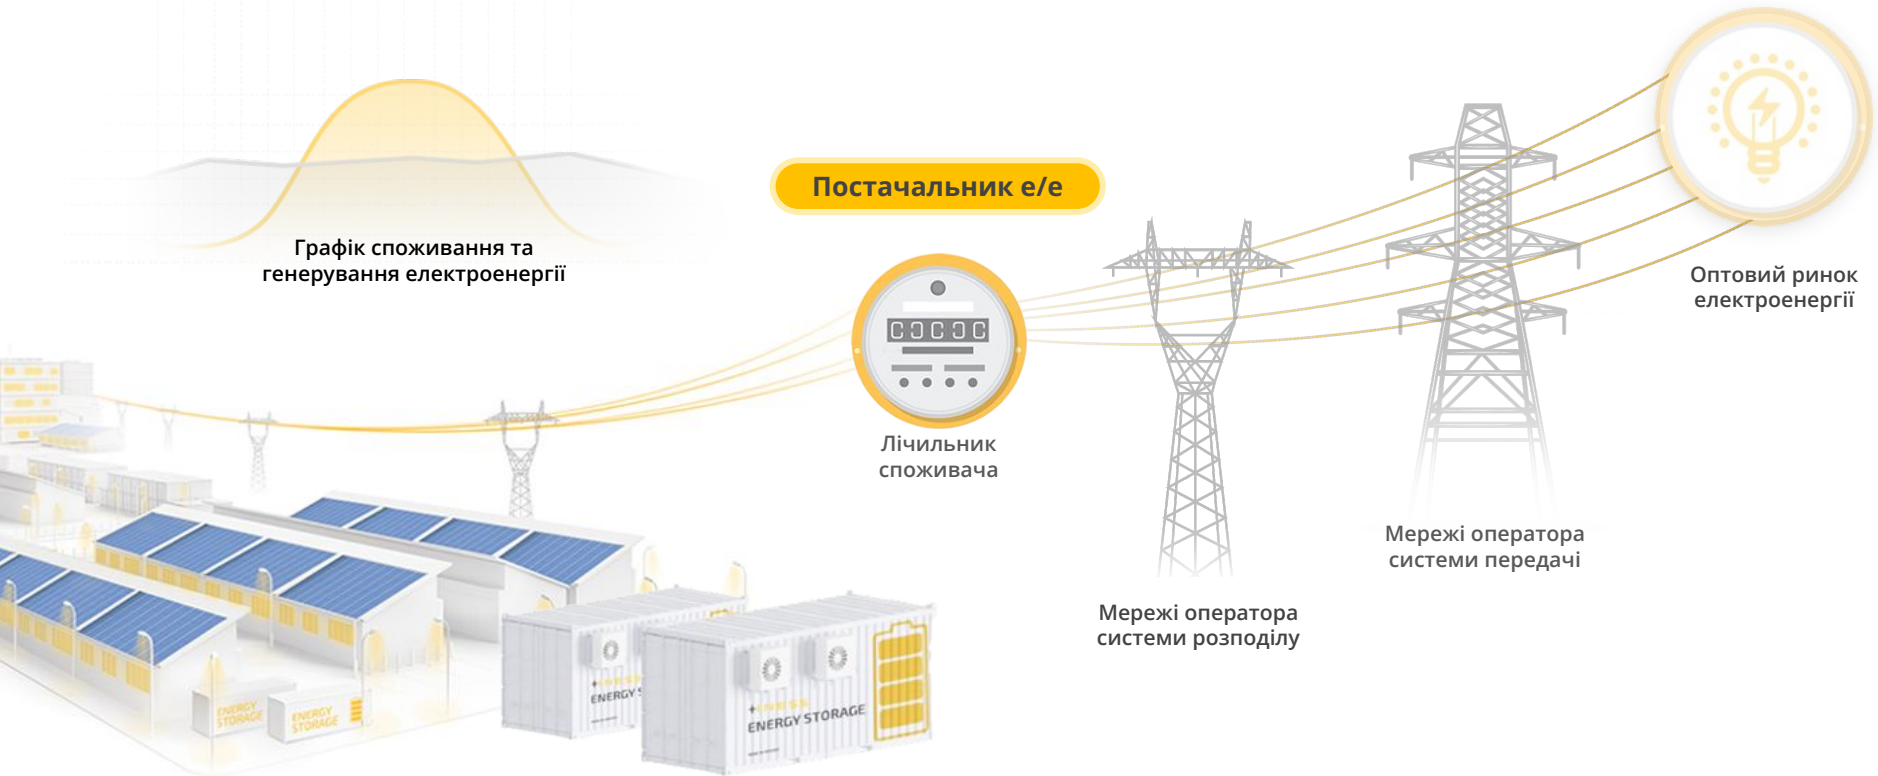 Постачальник е/е
Графік споживання та
генерування електроенергії
Оптовий ринок
електроенергії
Лічильник
споживача
Мережі оператора
системи передачі
Мережі оператора
системи розподілу
ENERGY
STORAGE
ENERGY
STORAGE
ENERGY
ENERGY STORAGE